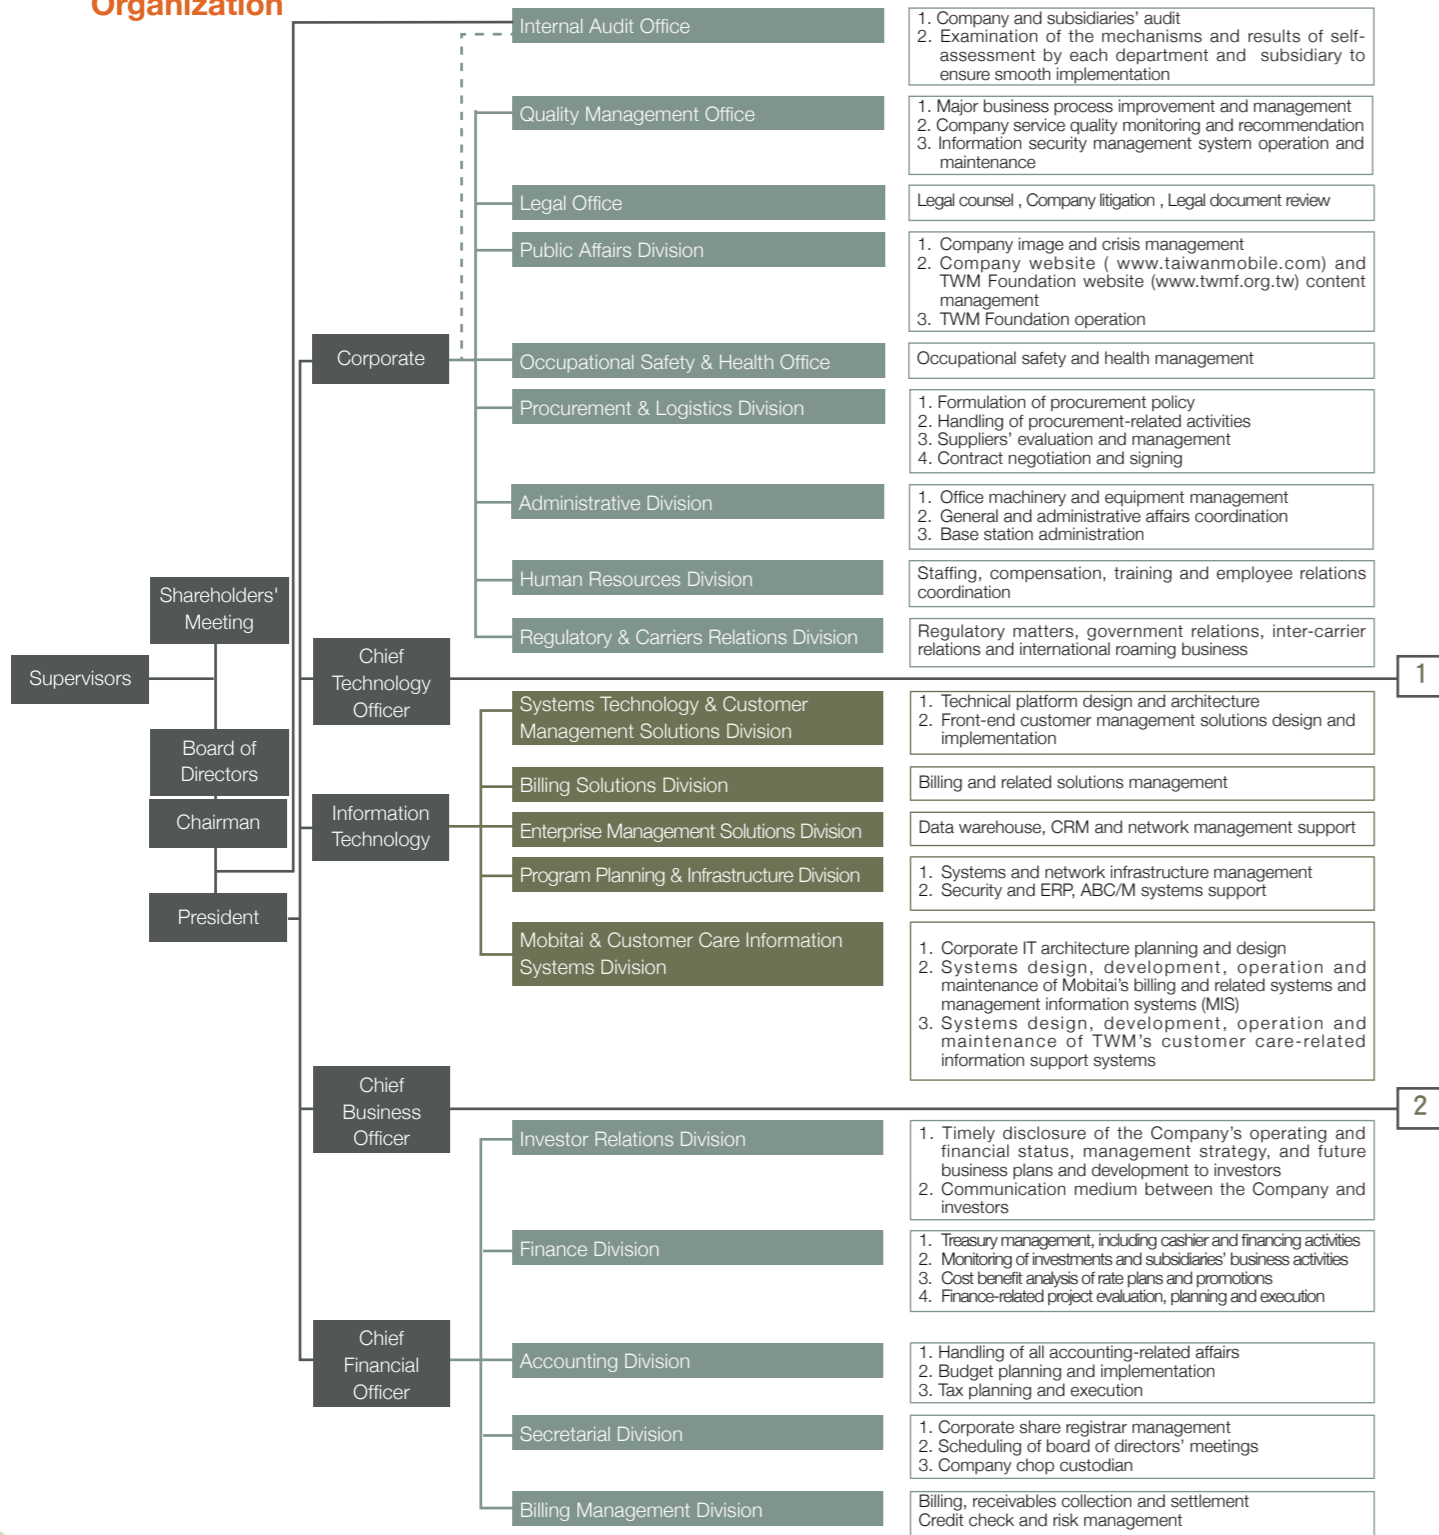 Organization
Internal Audit Office
1. Company and subsidiaries' audit
2. Examination of the mechanisms and results of self-
assessment by each department and subsidiary to
ensure smooth implementation
Quality Management Office
1. Major business process improvement and management
2. Company service quality monitoring and recommendation
3. Information security management system operation and
maintenance
Legal Office
Legal counsel , Company litigation , Legal document review
Public Affairs Division
1. Company image and crisis management
2. Company website ( www.taiwanmobile.com) and
TWM Foundation website (www.twmf.org.tw) content
management
3. TWM Foundation operation
Corporate
Occupational Safety & Health Office
Occupational safety and health management
Procurement & Logistics Division
1. Formulation of procurement policy
2. Handling of procurement-related activities
3. Suppliers' evaluation and management
4. Contract negotiation and signing
Administrative Division
1. Office machinery and equipment management
2. General and administrative affairs coordination
3. Base station administration
Human Resources Division
Staffing, compensation, training and employee relations
coordination
Regulatory & Carriers Relations Division
Regulatory matters, government relations, inter-carrier
relations and international roaming business
Shareholders'
Meeting
Supervisors
Board of
Directors
Chairman
President
Chief
Technology
Officer
1
Information
Technology
Systems Technology & Customer
Management Solutions Division
1. Technical platform design and architecture
2. Front-end customer management solutions design and
implementation
Billing Solutions Division
Billing and related solutions management
Enterprise Management Solutions Division
Data warehouse, CRM and network management support
Program Planning & Infrastructure Division
1. Systems and network infrastructure management
2. Security and ERP, ABC/M systems support
Mobitai & Customer Care Information
Systems Division
1. Corporate IT architecture planning and design
2. Systems design, development, operation and
maintenance of Mobitai's billing and related systems and
management information systems (MIS)
3. Systems design, development, operation and
maintenance of TWM's customer care-related
information support systems
Chief
Business
Officer
2
Investor Relations Division
1. Timely disclosure of the Company's operating and
financial status, management strategy, and future
business plans and development to investors
2. Communication medium between the Company and
investors
Finance Division
1. Treasury management, including cashier and financing activities
2. Monitoring of investments and subsidiaries' business activities
3. Cost benefit analysis of rate plans and promotions
4. Finance-related project evaluation, planning and execution
Chief
Financial
Officer
Accounting Division
1. Handling of all accounting-related affairs
2. Budget planning and implementation
3. Tax planning and execution
Secretarial Division
1. Corporate share registrar management
2. Scheduling of board of directors' meetings
3. Company chop custodian
Billing Management Division
Billing, receivables collection and settlement
Credit check and risk management